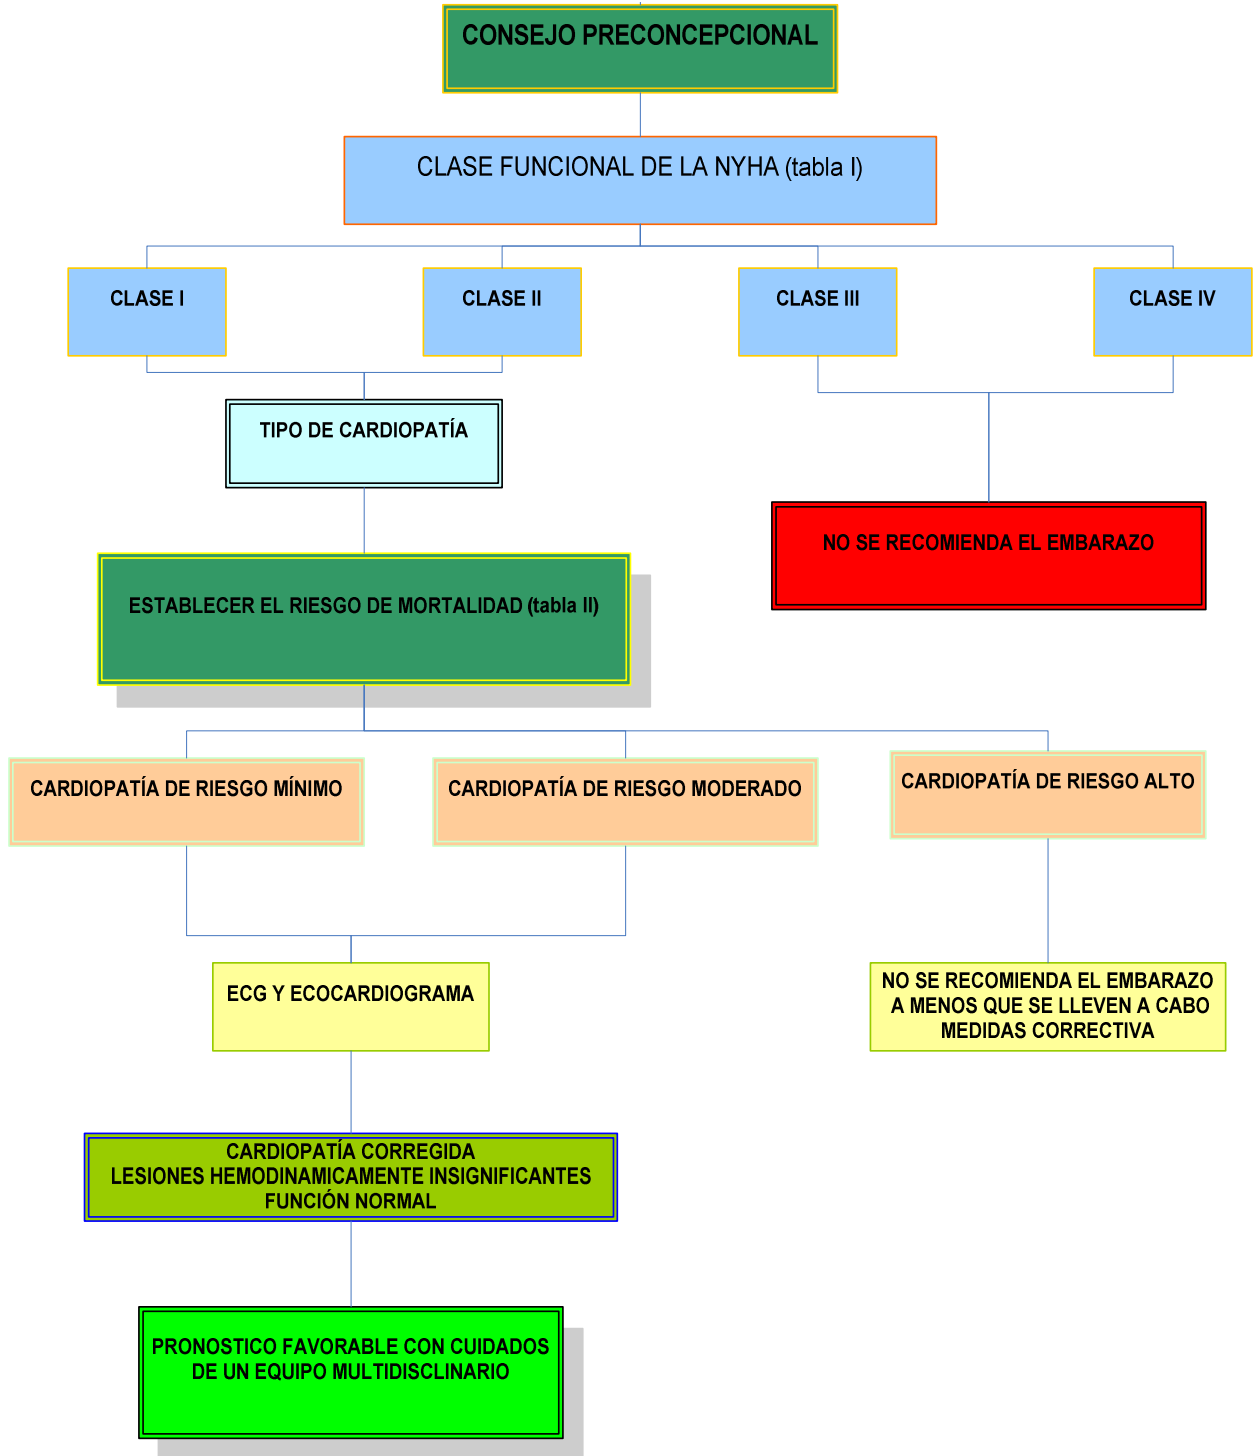 CONSEJO PRECONCEPCIONAL
CLASE FUNCIONAL DE LA NYHA (tabla I)
CLASE I
CLASE II
CLASE III
CLASE IV
TIPO DE CARDIOPATÍA
NO SE RECOMIENDA EL EMBARAZO
ESTABLECER EL RIESGO DE MORTALIDAD (tabla II)
CARDIOPATÍA DE RIESGO MÍNIMO
CARDIOPATÍA DE RIESGO MODERADO
CARDIOPATÍA DE RIESGO ALTO
ECG Y ECOCARDIOGRAMA
NO SE RECOMIENDA EL EMBARAZO
A MENOS QUE SE LLEVEN A CABO
MEDIDAS CORRECTIVA
CARDIOPATÍA CORREGIDA
LESIONES HEMODINAMICAMENTE INSIGNIFICANTES
FUNCIÓN NORMAL
PRONOSTICO FAVORABLE CON CUIDADOS
DE UN EQUIPO MULTIDISCLINARIO